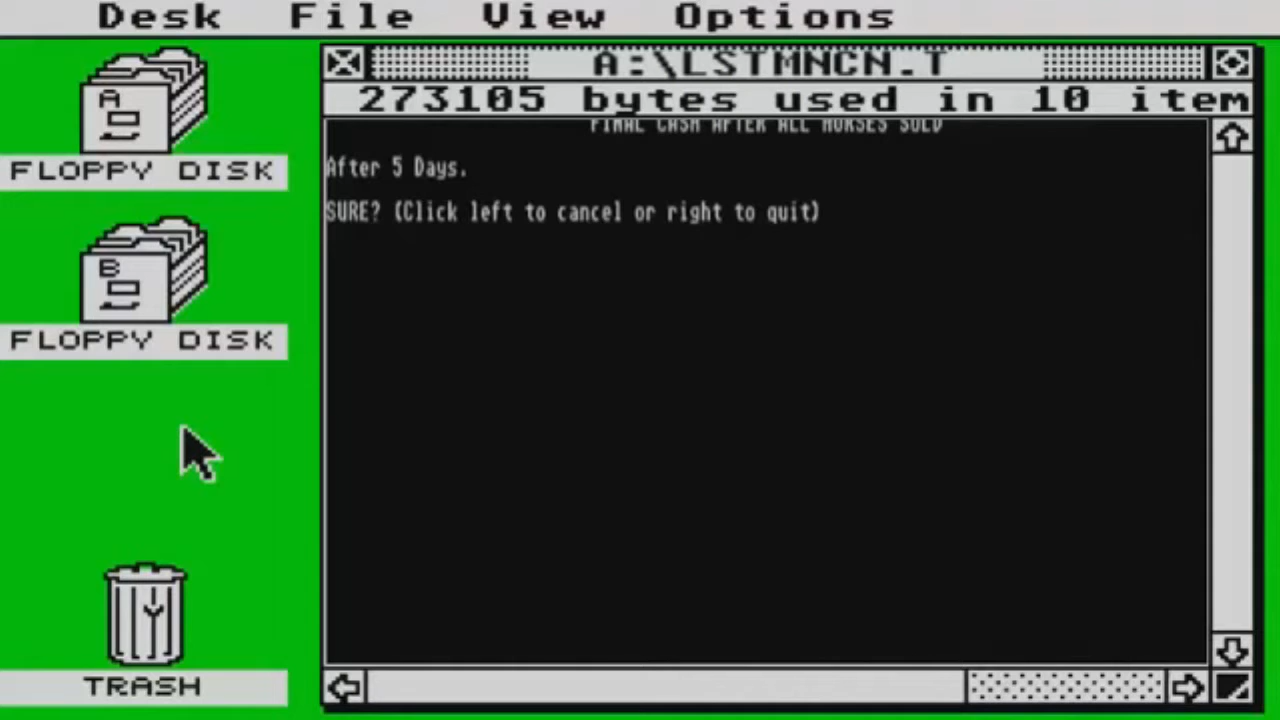 Desk File View Options
A:\LSTMNCN.T
273105 bytes used in 10 item
FINAL CASH AFTER ALL HORSES SOLD
After 5 Days.
SURE? (Click left to cancel or right to quit)
A
FLOPPY DISK
B
FLOPPY DISK
TRASH